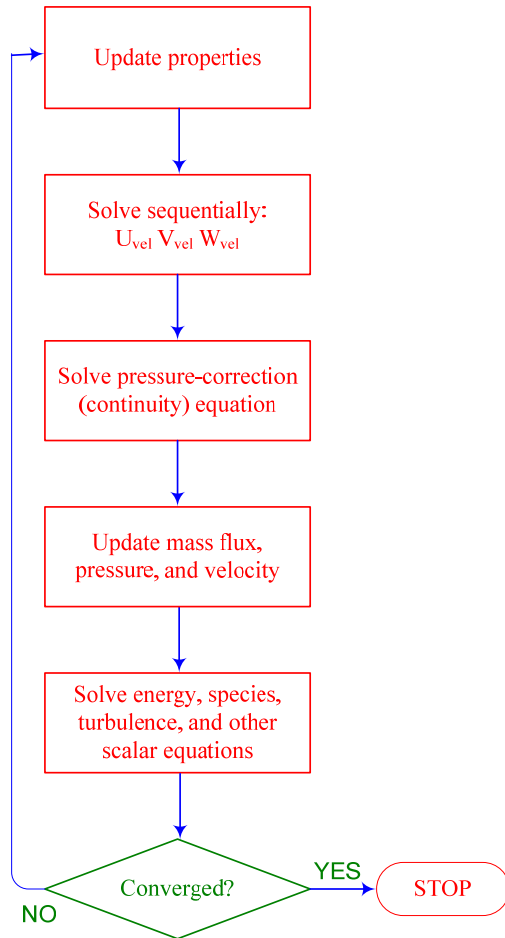 Update properties
Solve sequentially:
Uvel Vvel Wvel
Solve pressure-correction
(continuity) equation
Update mass flux,
pressure, and velocity
Solve energy, species,
turbulence, and other
scalar equations
Converged?
YES
STOP
NO